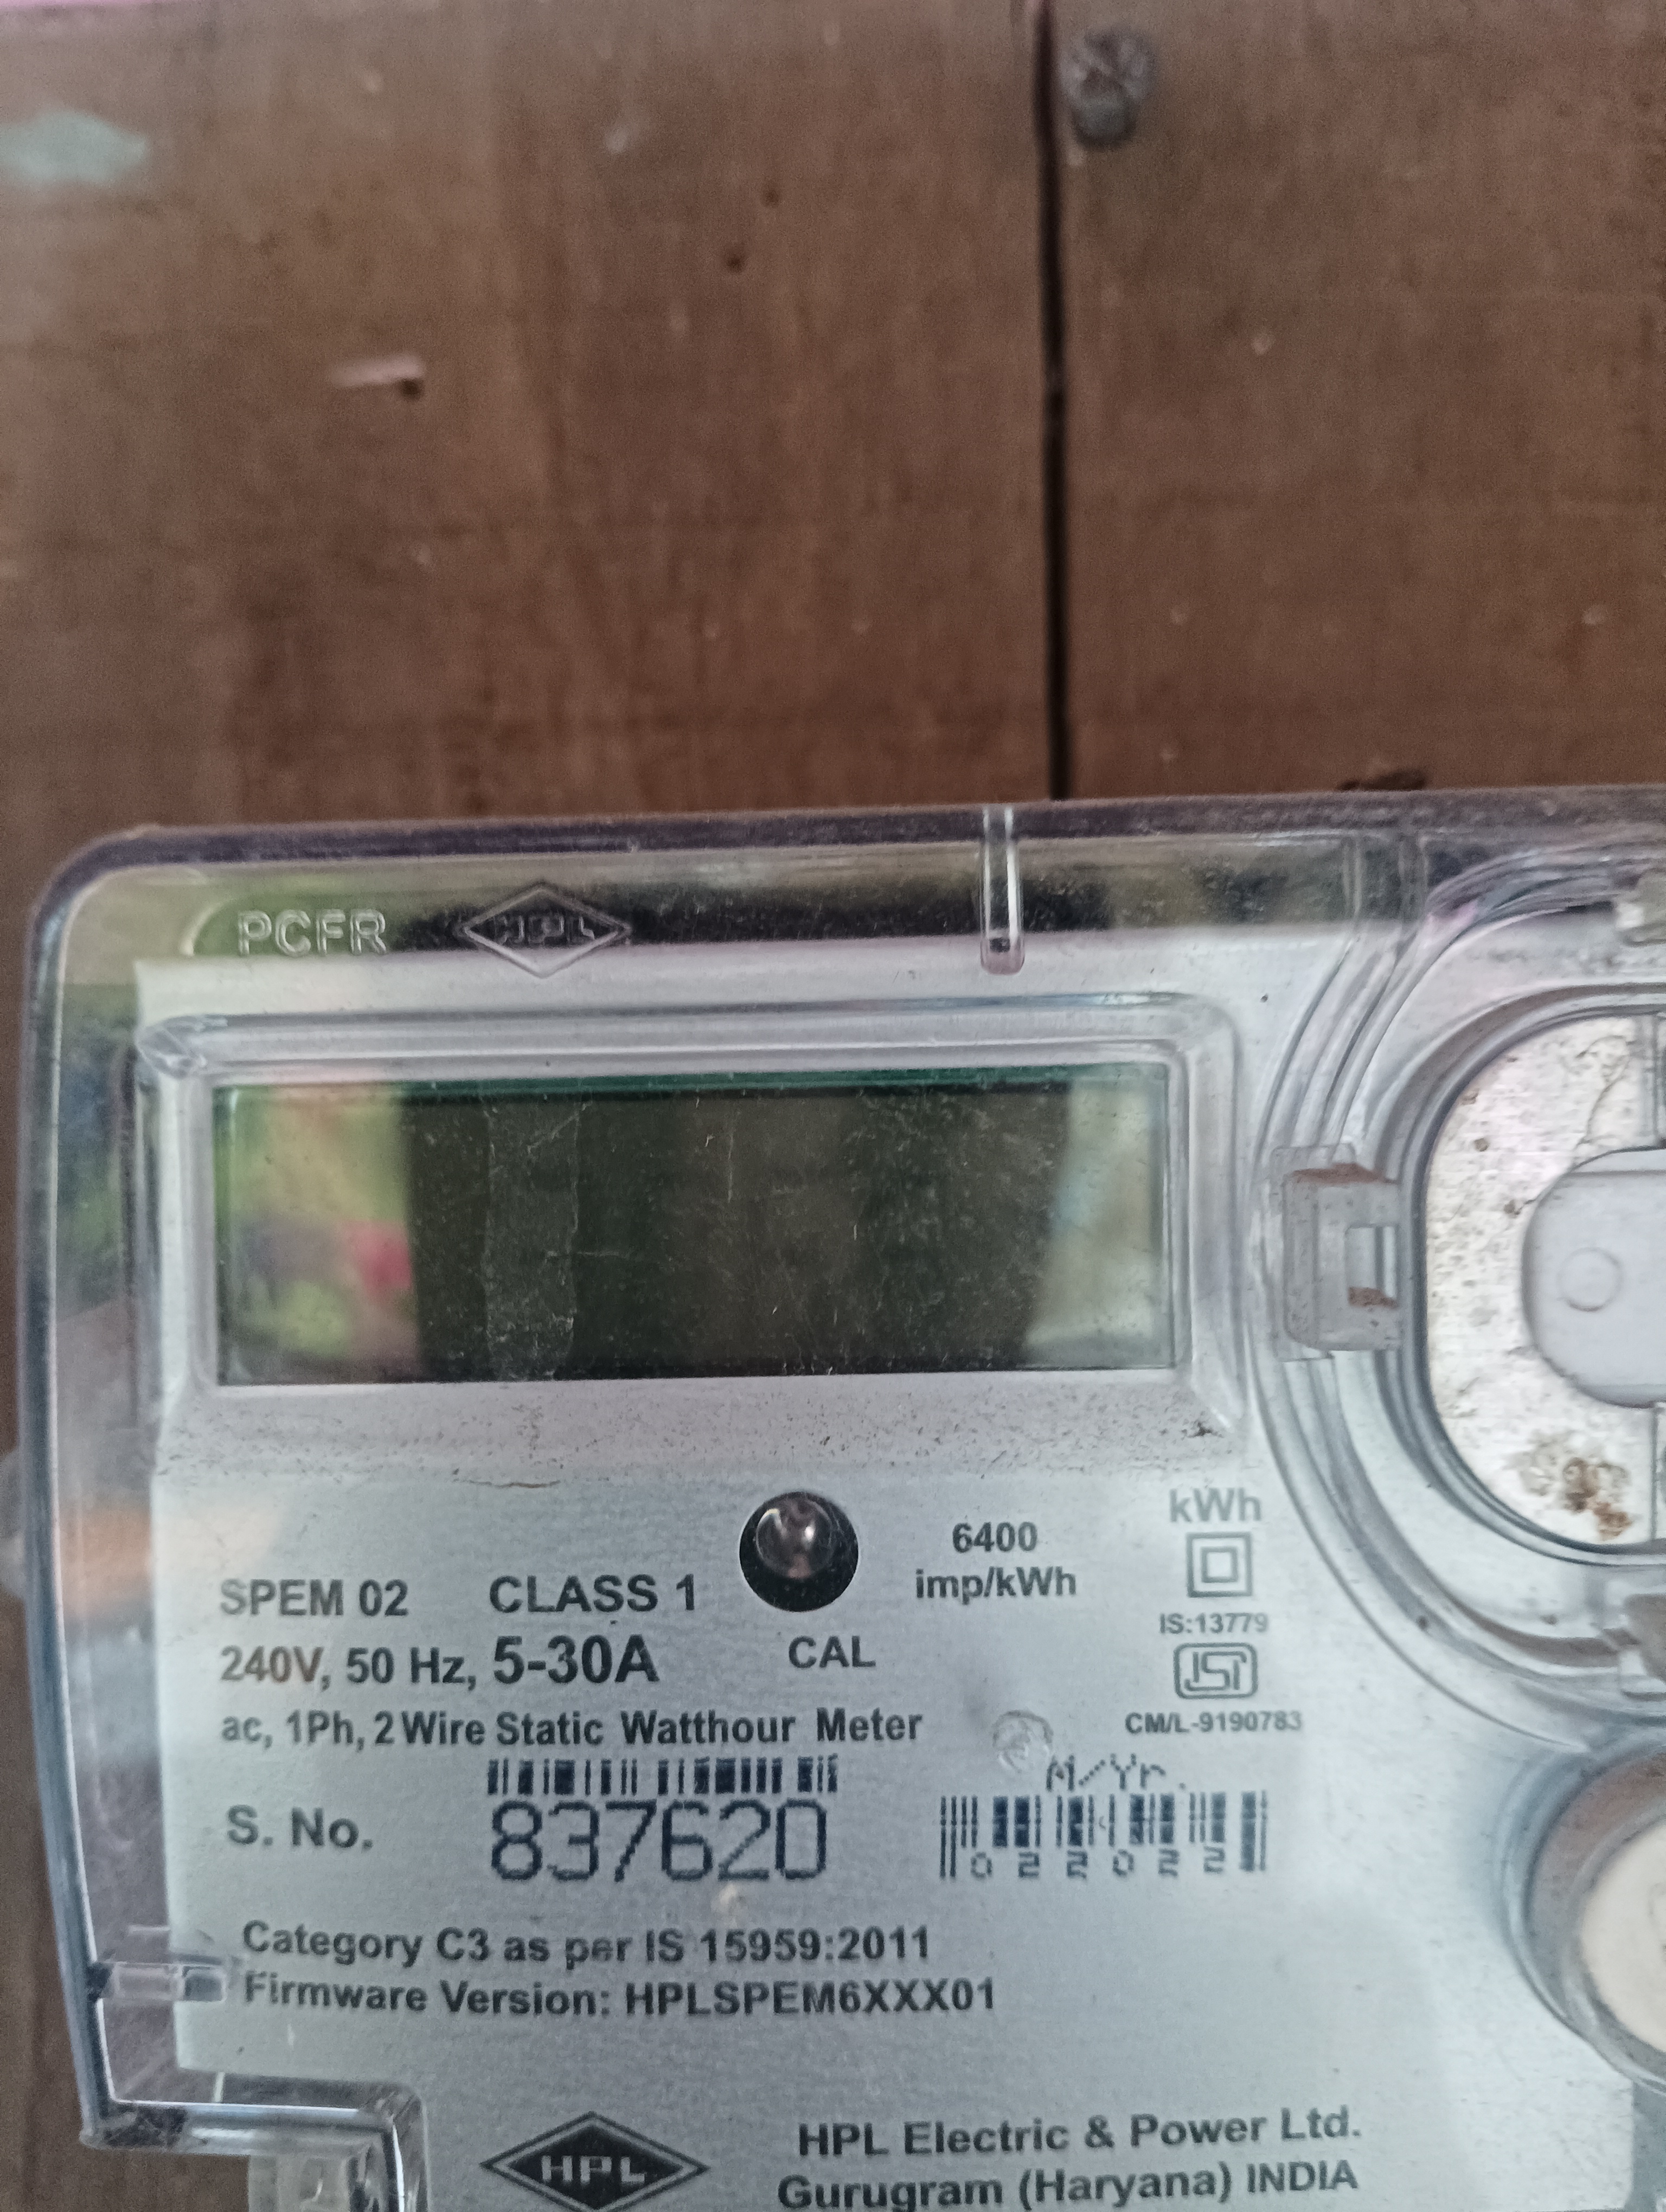 PCFR HPL
kWh
6400
imp/kWh
SPEM 02 CLASS 1
IS:13779
240V, 50 Hz, 5-30A CAL
ISI
CM/L-9190783
ac, 1Ph, 2 Wire Static Watthour Meter
M/Yr.
S. No. 837620
022022
Category C3 as per IS 15959:2011
Firmware Version: HPLSPEM6XXX01
HPL
HPL Electric & Power Ltd.
Gurugram (Haryana) INDIA